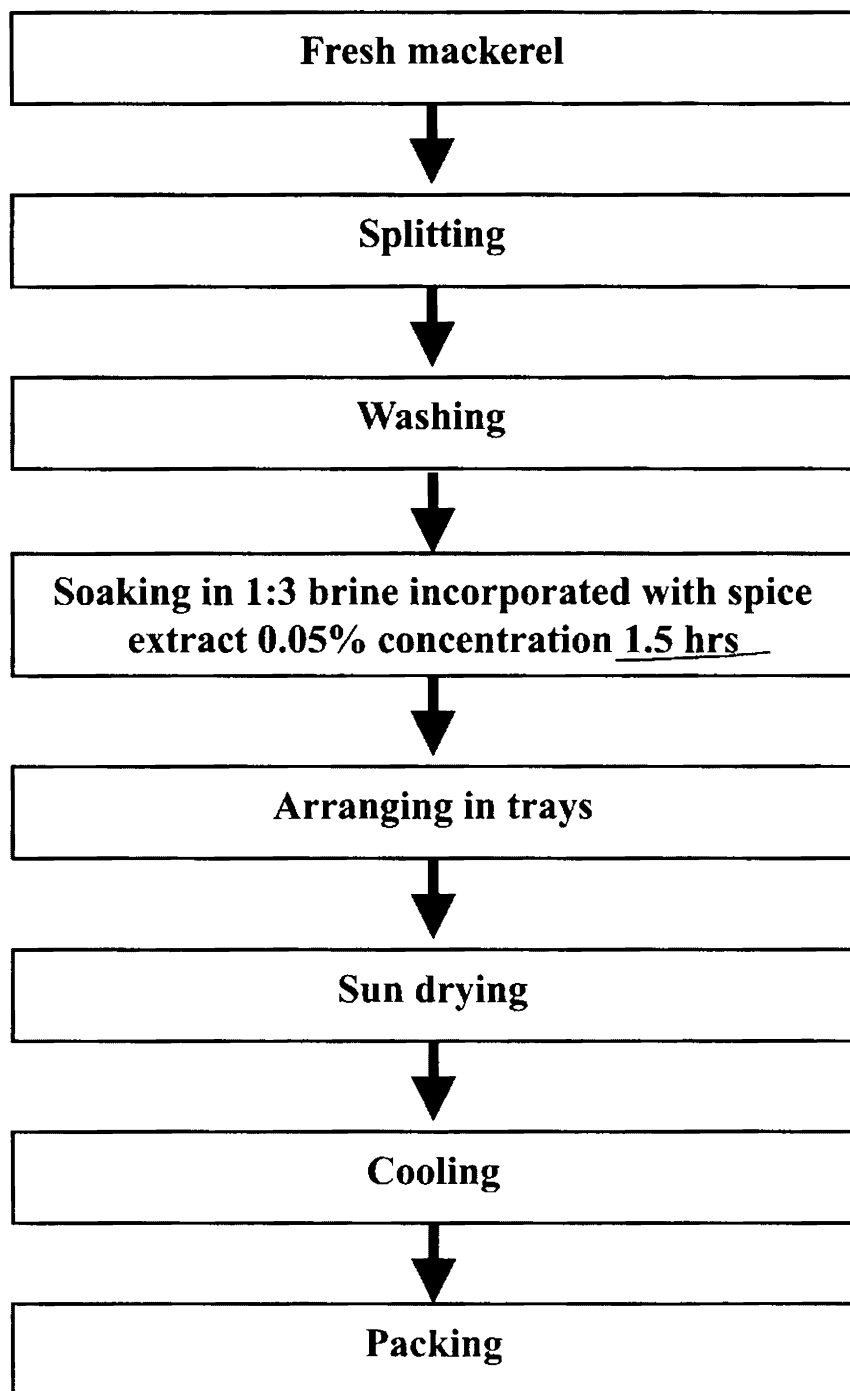 Fresh mackerel
Splitting
Washing
Soaking in 1:3 brine incorporated with spice
extract 0.05% concentration 1.5 hrs
Arranging in trays
Sun drying
Cooling
Packing